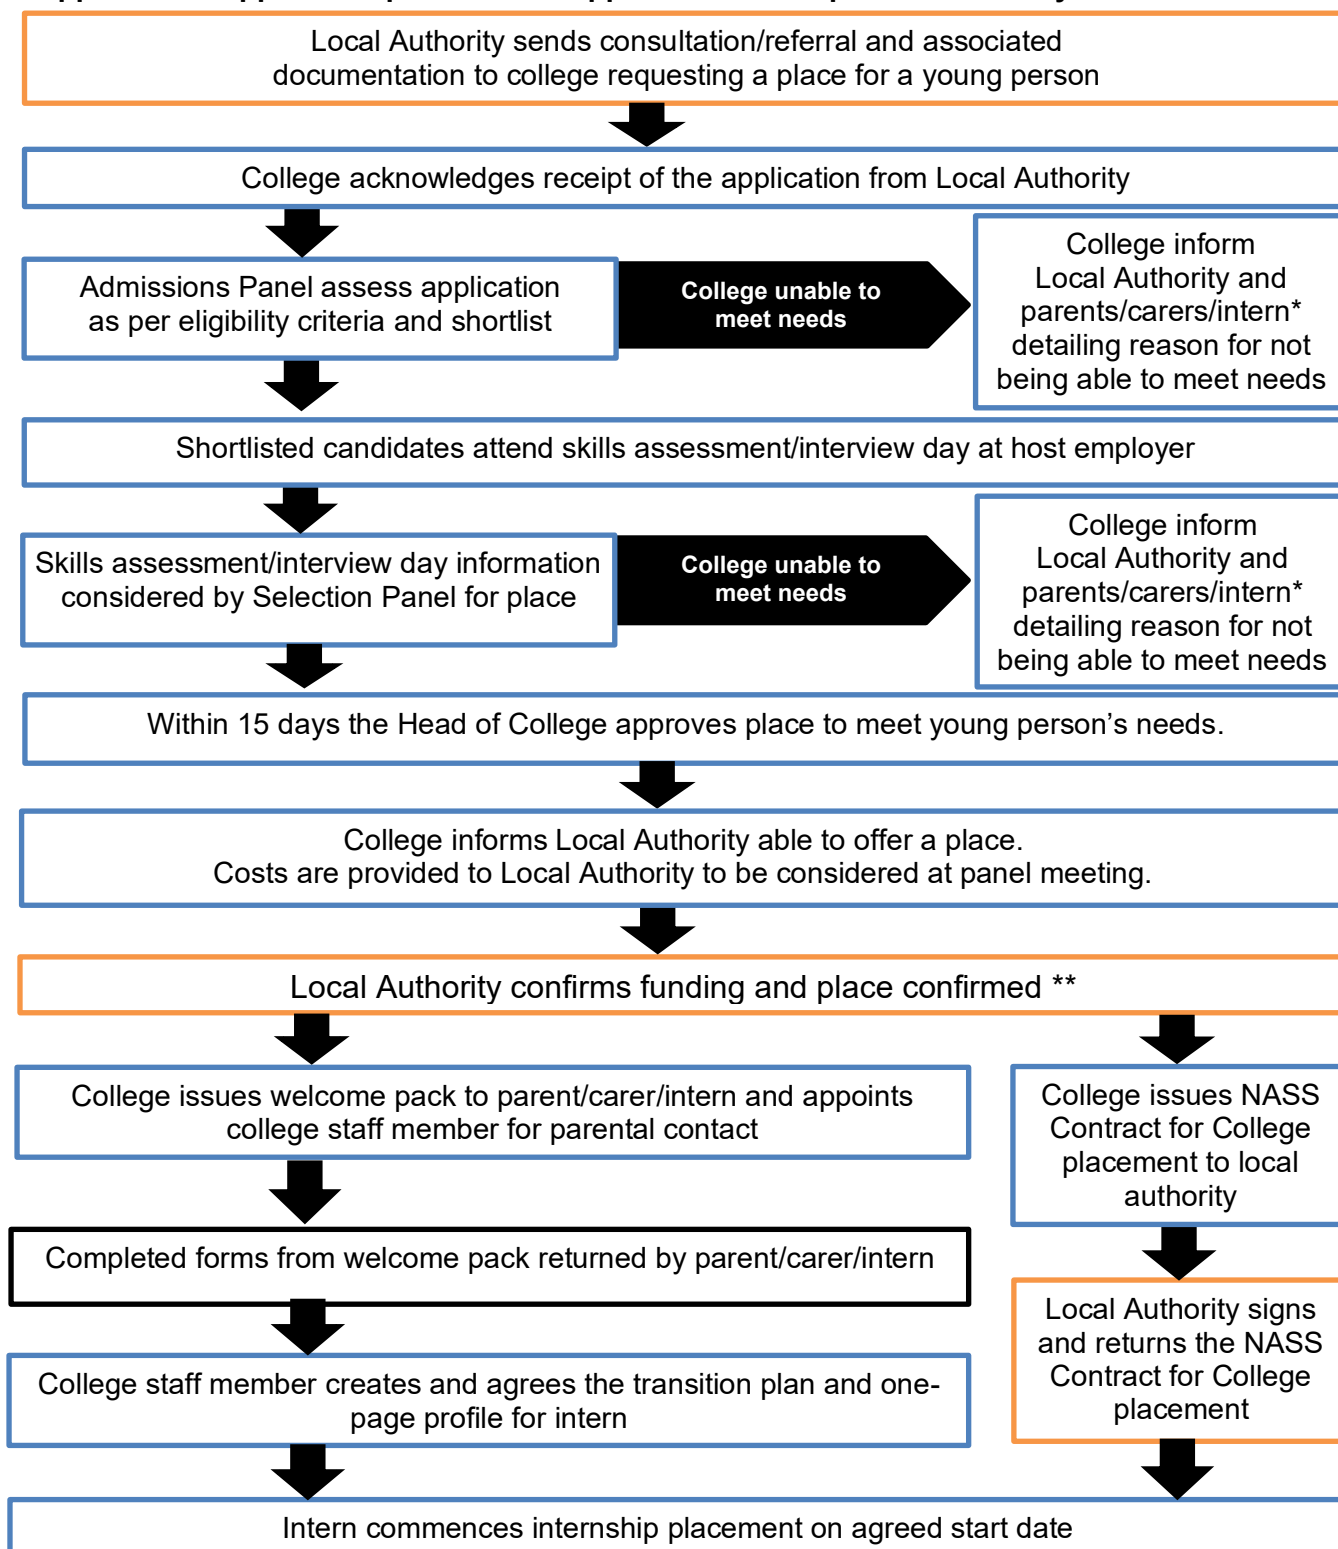 Local Authority sends consultation/referral and associated
documentation to college requesting a place for a young person
College acknowledges receipt of the application from Local Authority
Admissions Panel assess application
as per eligibility criteria and shortlist
College unable to
meet needs
College inform
Local Authority and
parents/carers/intern*
detailing reason for not
being able to meet needs
Shortlisted candidates attend skills assessment/interview day at host employer
Skills assessment/interview day information
considered by Selection Panel for place
College unable to
meet needs
College inform
Local Authority and
parents/carers/intern*
detailing reason for not
being able to meet needs
Within 15 days the Head of College approves place to meet young person’s needs.
College informs Local Authority able to offer a place.
Costs are provided to Local Authority to be considered at panel meeting.
Local Authority confirms funding and place confirmed **
College issues welcome pack to parent/carer/intern and appoints
college staff member for parental contact
College issues NASS
Contract for College
placement to local
authority
Completed forms from welcome pack returned by parent/carer/intern
Local Authority signs
and returns the NASS
Contract for College
placement
College staff member creates and agrees the transition plan and one-
page profile for intern
Intern commences internship placement on agreed start date